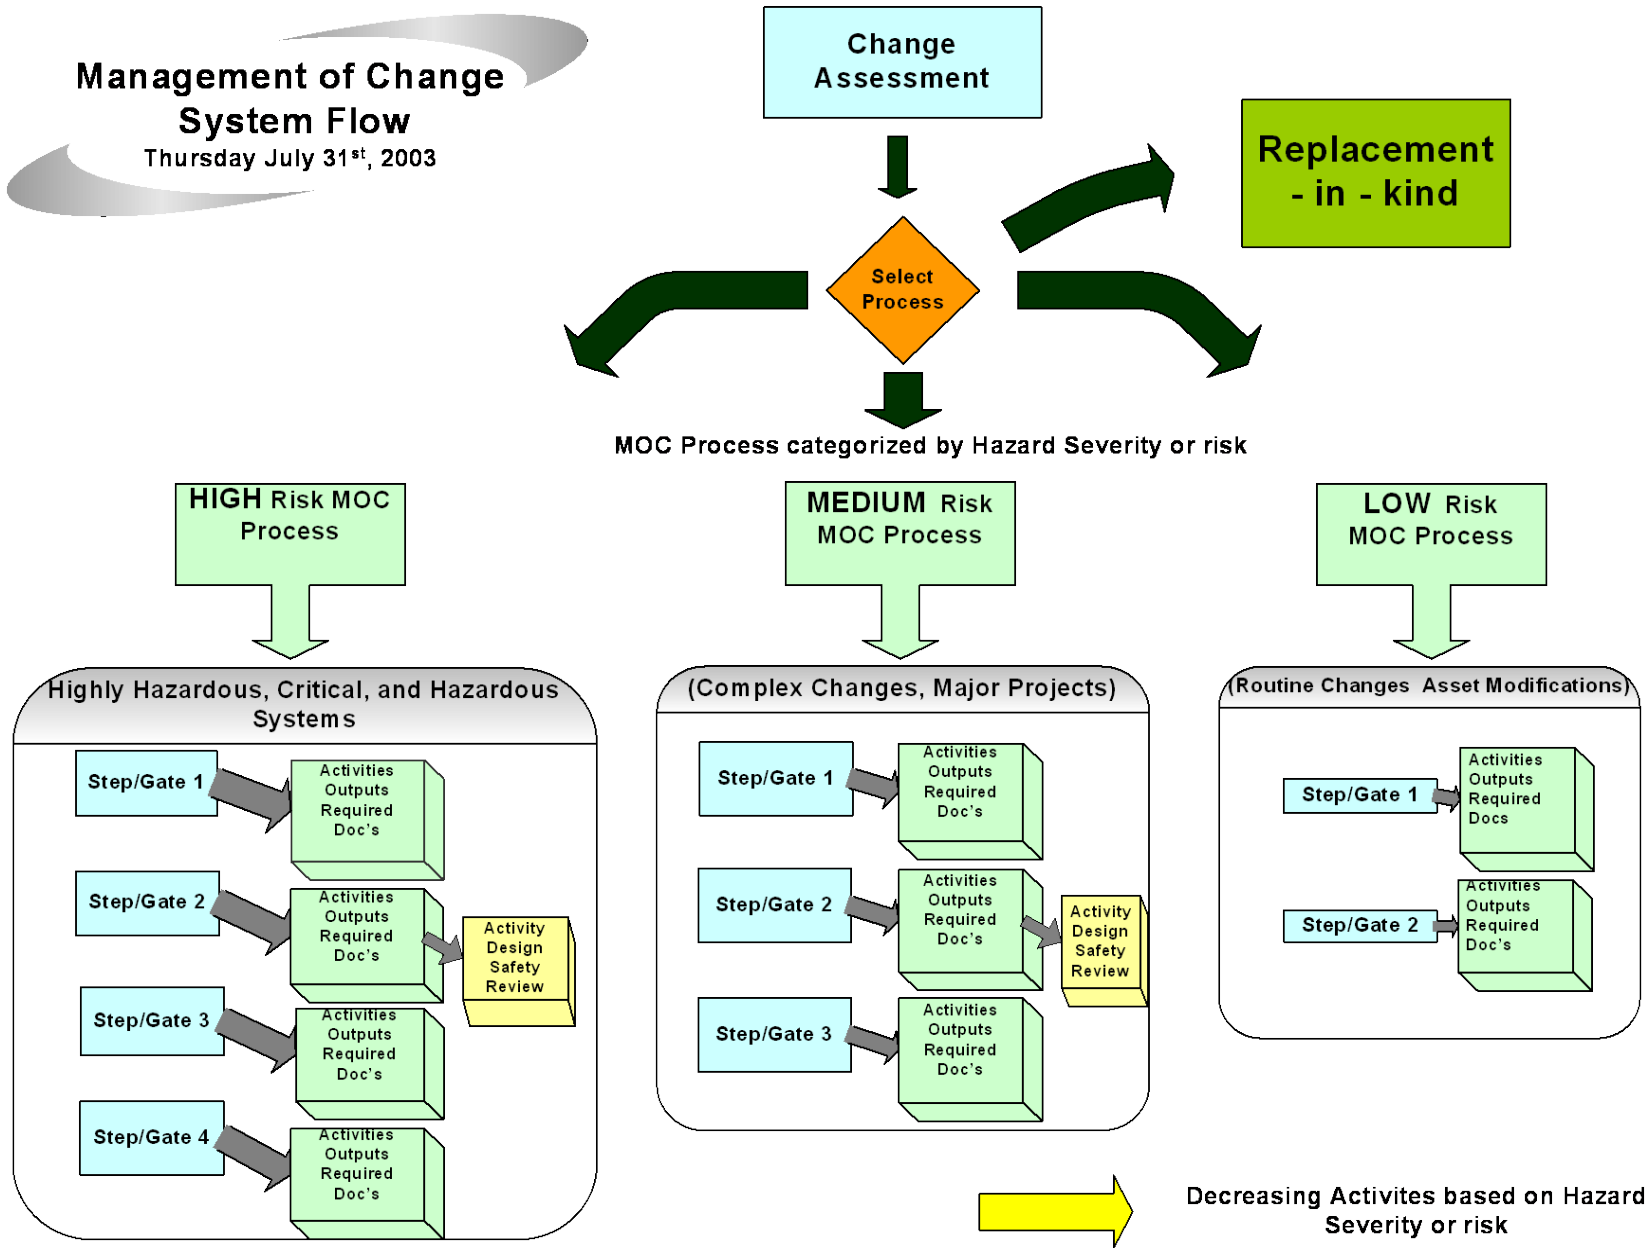 Management of Change
System Flow
Thursday July 31st, 2003
Change
Assessment
Replacement
- in - kind
Select
Process
MOC Process categorized by Hazard Severity or risk
HIGH Risk MOC
Process
MEDIUM Risk
MOC Process
LOW Risk
MOC Process
Highly Hazardous, Critical, and Hazardous
Systems
Step/Gate 1
Activities
Outputs
Required
Doc's
Step/Gate 2
Activities
Outputs
Required
Doc's
Activity
Design
Safety
Review
Step/Gate 3
Activities
Outputs
Required
Doc's
Step/Gate 4
Activities
Outputs
Required
Doc's
(Complex Changes, Major Projects)
Step/Gate 1
Activities
Outputs
Required
Doc's
Step/Gate 2
Activities
Outputs
Required
Doc's
Activity
Design
Safety
Review
Step/Gate 3
Activities
Outputs
Required
Doc's
(Routine Changes Asset Modifications)
Step/Gate 1
Activities
Outputs
Required
Docs
Step/Gate 2
Activities
Outputs
Required
Doc's
Decreasing Activites based on Hazard
Severity or risk